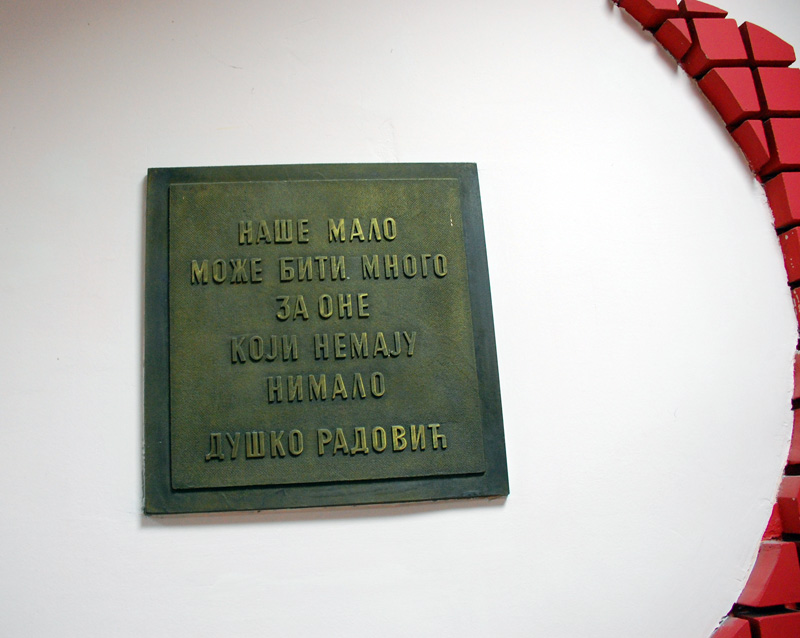 НАШЕ МАЛО
МОЖЕ БИТИ МНОГО
ЗА ОНЕ
КОЈИ НЕМАЈУ
НИМАЛО
ДУШКО РАДОВИЋ